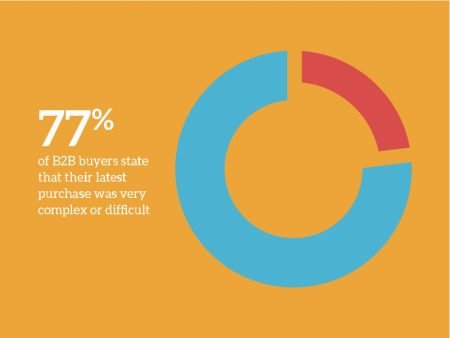 77%
of B2B buyers state
that their latest
purchase was very
complex or difficult